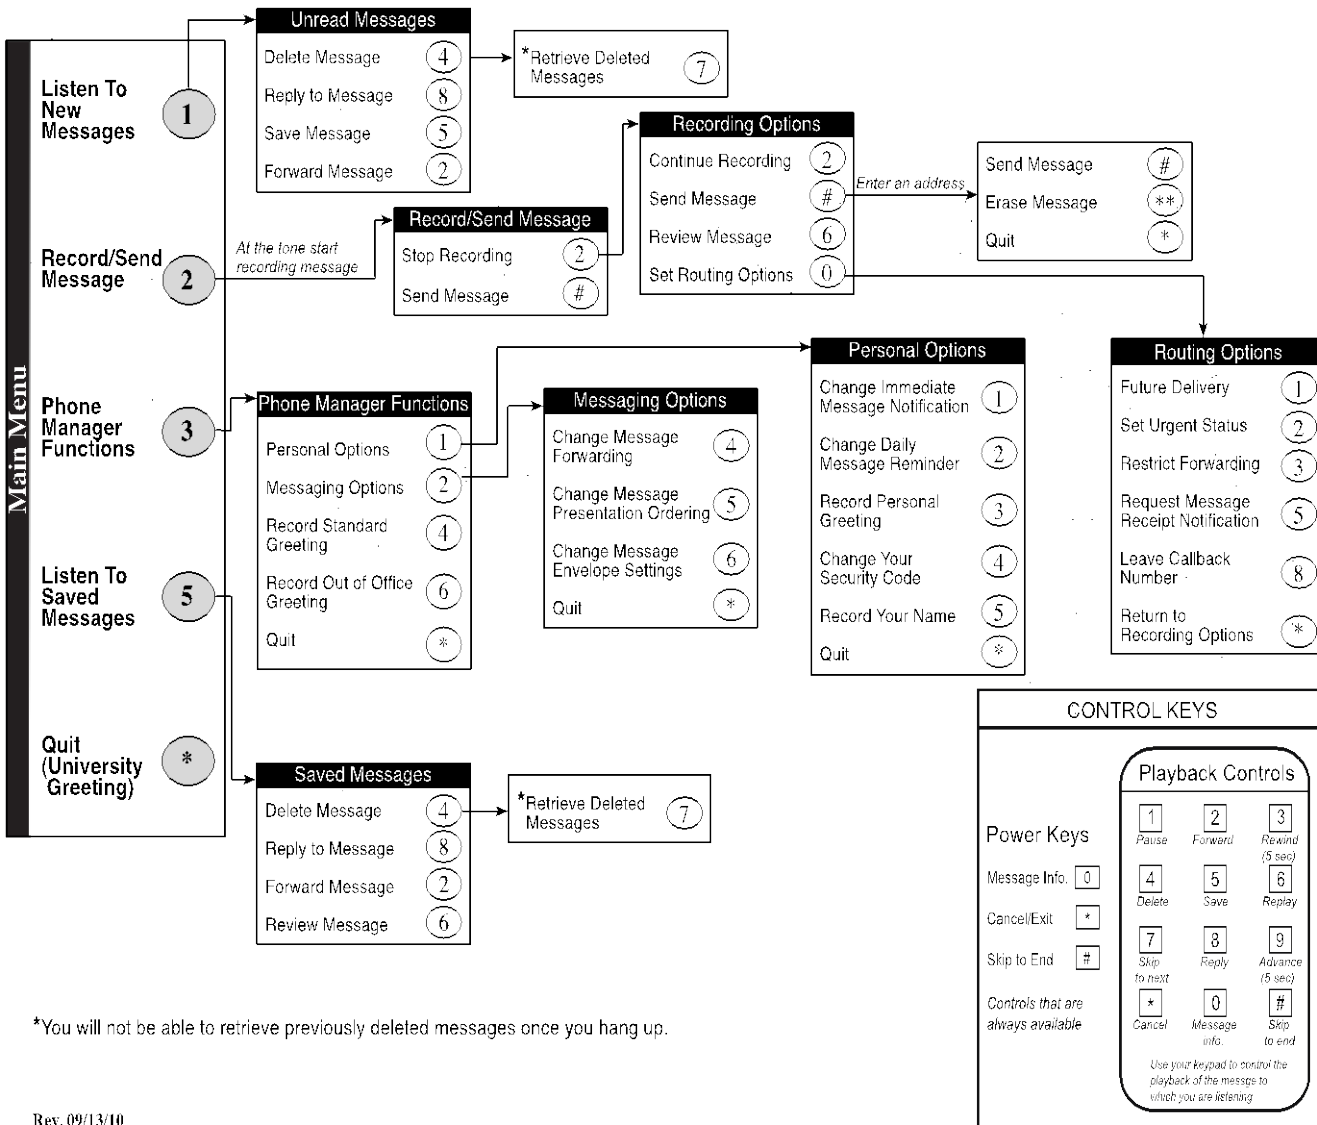 Main Menu
Listen To
New
Messages
1
Record/Send
Message
2
Phone
Manager
Functions
3
Listen To
Saved
Messages
5
Quit
(University
Greeting)
*
Unread Messages
Delete Message 4
Reply to Message 8
Save Message 5
Forward Message 2
*Retrieve Deleted
Messages 7
At the tone start
recording message
Record/Send Message
Stop Recording 2
Send Message #
Recording Options
Continue Recording 2
Send Message #
Review Message 6
Set Routing Options 0
Enter an address
Send Message #
Erase Message **
Quit *
Phone Manager Functions
Personal Options 1
Messaging Options 2
Record Standard
Greeting 4
Record Out of Office
Greeting 6
Quit *
Messaging Options
Change Message
Forwarding 4
Change Message
Presentation Ordering 5
Change Message
Envelope Settings 6
Quit *
Personal Options
Change Immediate
Message Notification 1
Change Daily
Message Reminder 2
Record Personal
Greeting 3
Change Your
Security Code 4
Record Your Name 5
Quit *
Routing Options
Future Delivery 1
Set Urgent Status 2
Restrict Forwarding 3
Request Message
Receipt Notification 5
Leave Callback
Number 8
Return to
Recording Options *
Saved Messages
Delete Message 4
Reply to Message 8
Forward Message 2
Review Message 6
*Retrieve Deleted
Messages 7
CONTROL KEYS
Power Keys
Message Info. 0
Cancel/Exit *
Skip to End #
Controls that are
always available
Playback Controls
1 2 3
Pause Forward Rewind
(5 sec)
4 5 6
Delete Save Replay
7 8 9
Skip Reply Advance
to next (5 sec)
* 0 #
Cancel Message Skip
info. to end
Use your keypad to control the
playback of the messge to
which you are listening
*You will not be able to retrieve previously deleted messages once you hang up.
Rev. 09/13/10